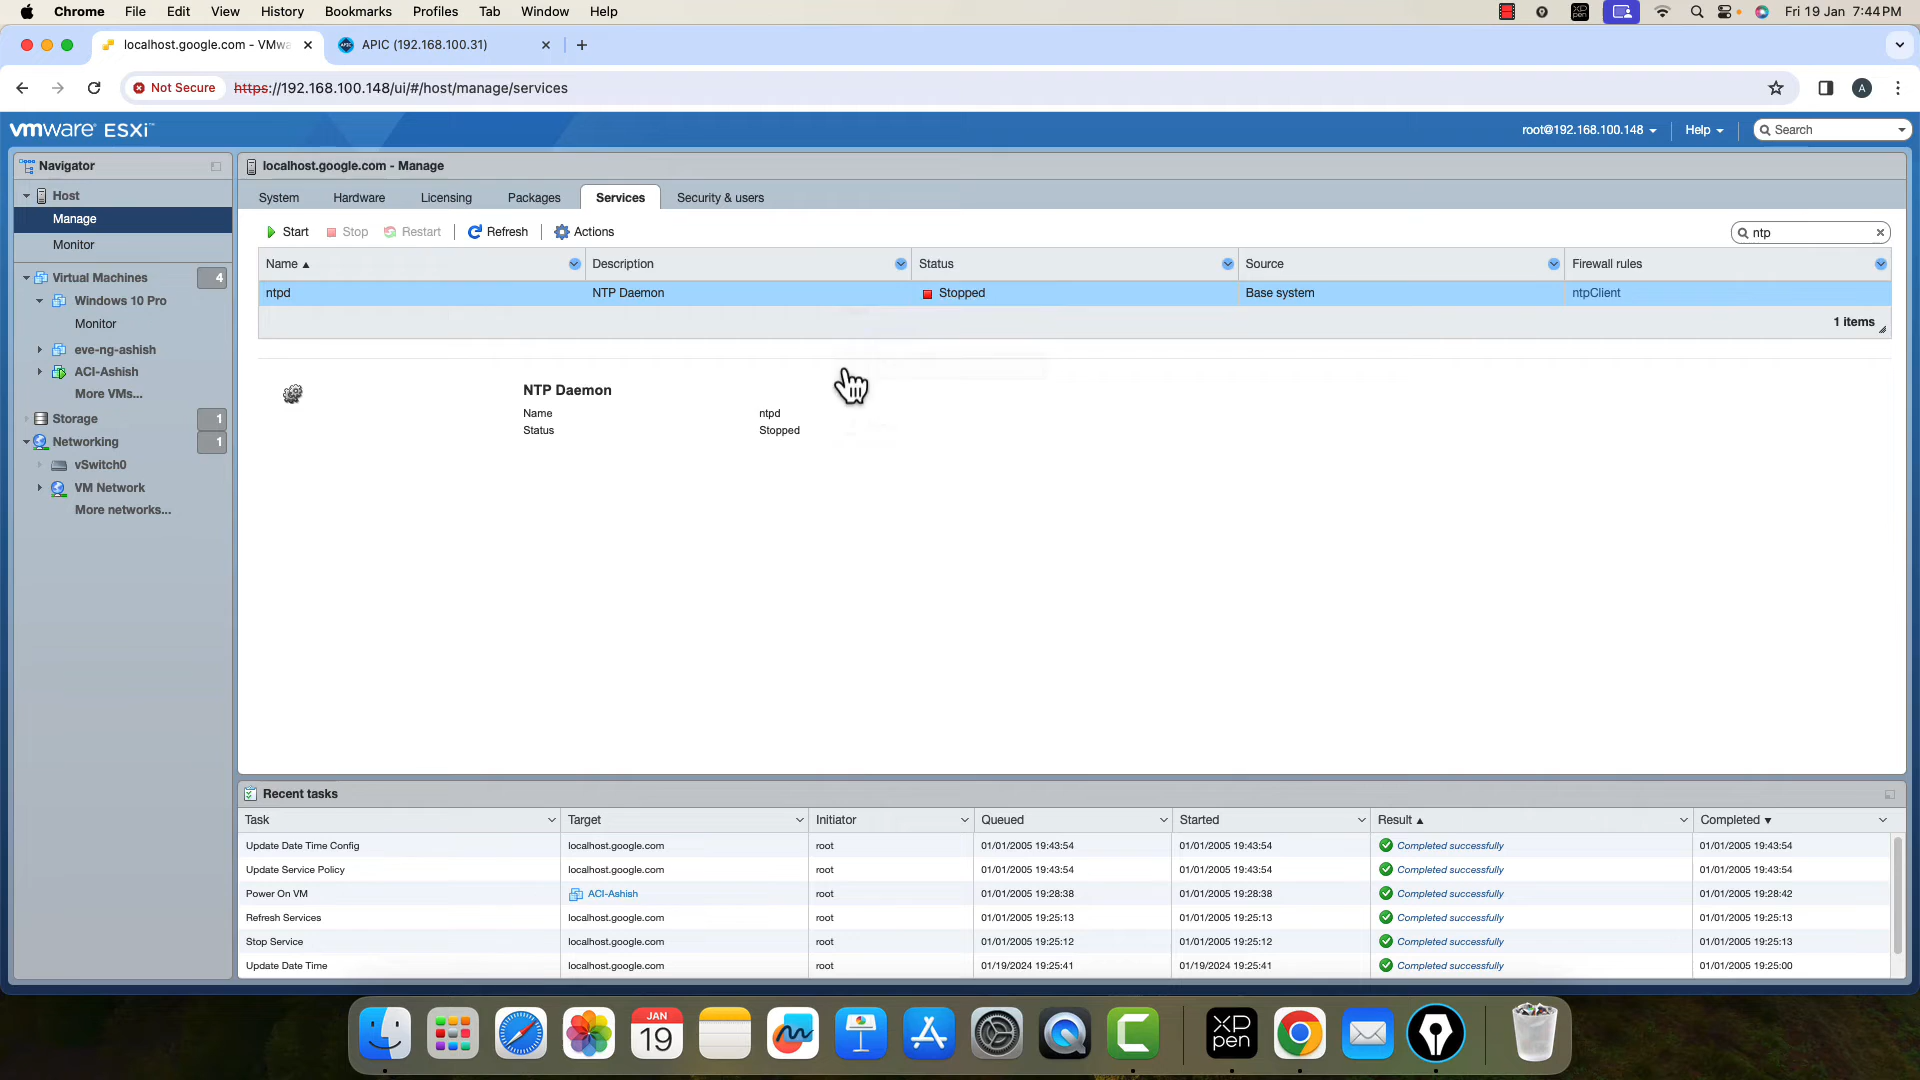 Chrome File Edit View History Bookmarks Profiles Tab Window Help
xp pen
Fri 19 Jan 7:44 PM
localhost.google.com - VMwa
APIC (192.168.100.31)
Not Secure https://192.168.100.148/ui/#/host/manage/services
A
vmware ESXi
root@192.168.100.148
Help
Search
Navigator
Host
Manage
Monitor
Virtual Machines 4
Windows 10 Pro
Monitor
eve-ng-ashish
ACI-Ashish
More VMs...
Storage 1
Networking 1
vSwitch0
VM Network
More networks...
localhost.google.com - Manage
System Hardware Licensing Packages Services Security & users
Start Stop Restart Refresh Actions
ntp
Name Description Status Source Firewall rules
ntpd NTP Daemon Stopped Base system ntpClient
1 items
NTP Daemon
Name ntpd
Status Stopped
Recent tasks
Task Target Initiator Queued Started Result Completed
Update Date Time Config localhost.google.com root 01/01/2005 19:43:54 01/01/2005 19:43:54 Completed successfully 01/01/2005 19:43:54
Update Service Policy localhost.google.com root 01/01/2005 19:43:54 01/01/2005 19:43:54 Completed successfully 01/01/2005 19:43:54
Power On VM ACI-Ashish root 01/01/2005 19:28:38 01/01/2005 19:28:38 Completed successfully 01/01/2005 19:28:42
Refresh Services localhost.google.com root 01/01/2005 19:25:13 01/01/2005 19:25:13 Completed successfully 01/01/2005 19:25:13
Stop Service localhost.google.com root 01/01/2005 19:25:12 01/01/2005 19:25:12 Completed successfully 01/01/2005 19:25:13
Update Date Time localhost.google.com root 01/19/2024 19:25:41 01/19/2024 19:25:41 Completed successfully 01/01/2005 19:25:00
JAN
19
XP
pen